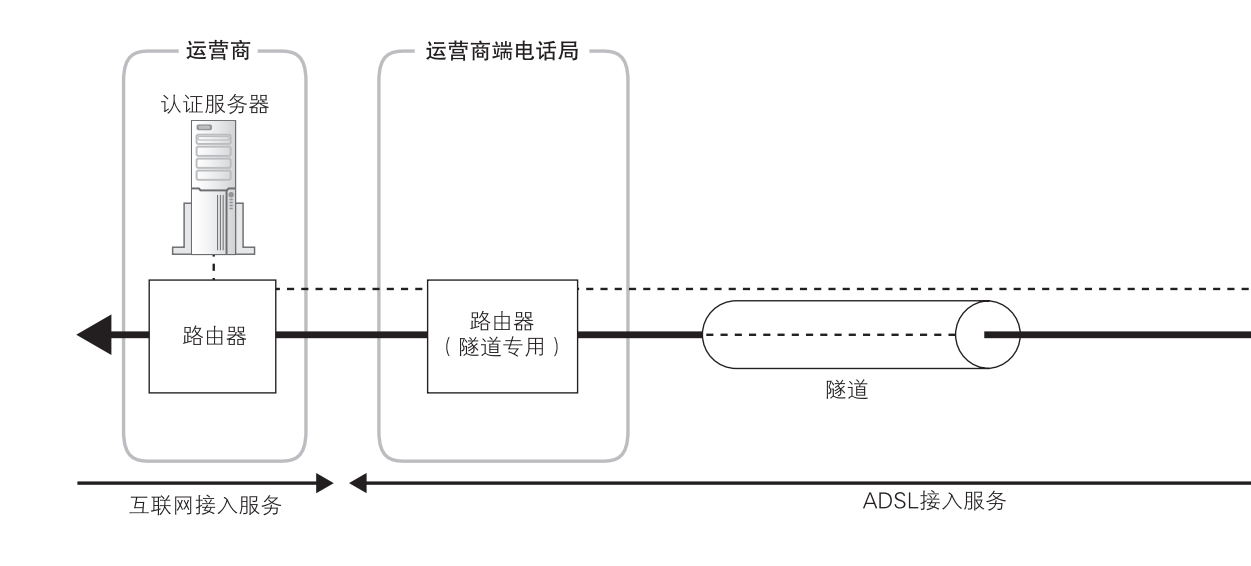 运营商
运营商端电话局
认证服务器
路由器
路由器
（隧道专用）
隧道
互联网接入服务
ADSL接入服务